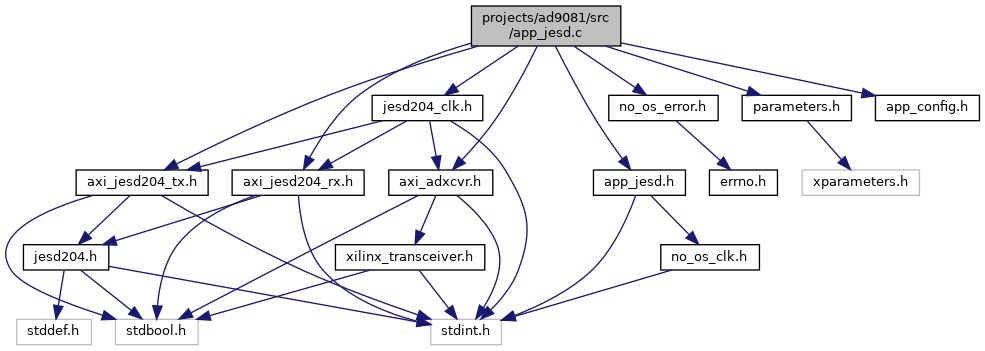 projects/ad9081/src
/app_jesd.c
jesd204_clk.h
no_os_error.h
parameters.h
app_config.h
axi_jesd204_tx.h
axi_jesd204_rx.h
axi_adxcvr.h
app_jesd.h
errno.h
xparameters.h
jesd204.h
xilinx_transceiver.h
no_os_clk.h
stddef.h
stdbool.h
stdint.h